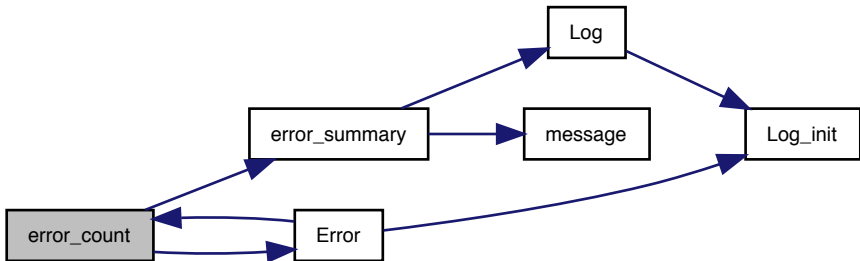 Log
error_summary
message
Log_init
error_count
Error